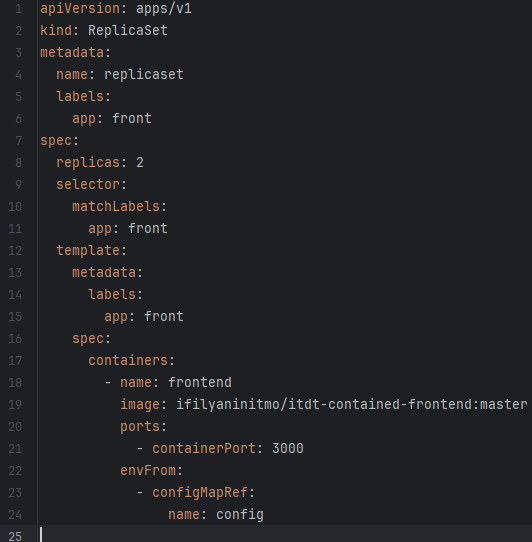 1 apiVersion: apps/v1
2 kind: ReplicaSet
3 metadata:
4   name: replicaset
5   labels:
6     app: front
7 spec:
8   replicas: 2
9   selector:
10     matchLabels:
11       app: front
12   template:
13     metadata:
14       labels:
15         app: front
16     spec:
17       containers:
18         - name: frontend
19           image: ifilyaninitmo/itdt-contained-frontend:master
20           ports:
21             - containerPort: 3000
22           envFrom:
23             - configMapRef:
24                 name: config
25